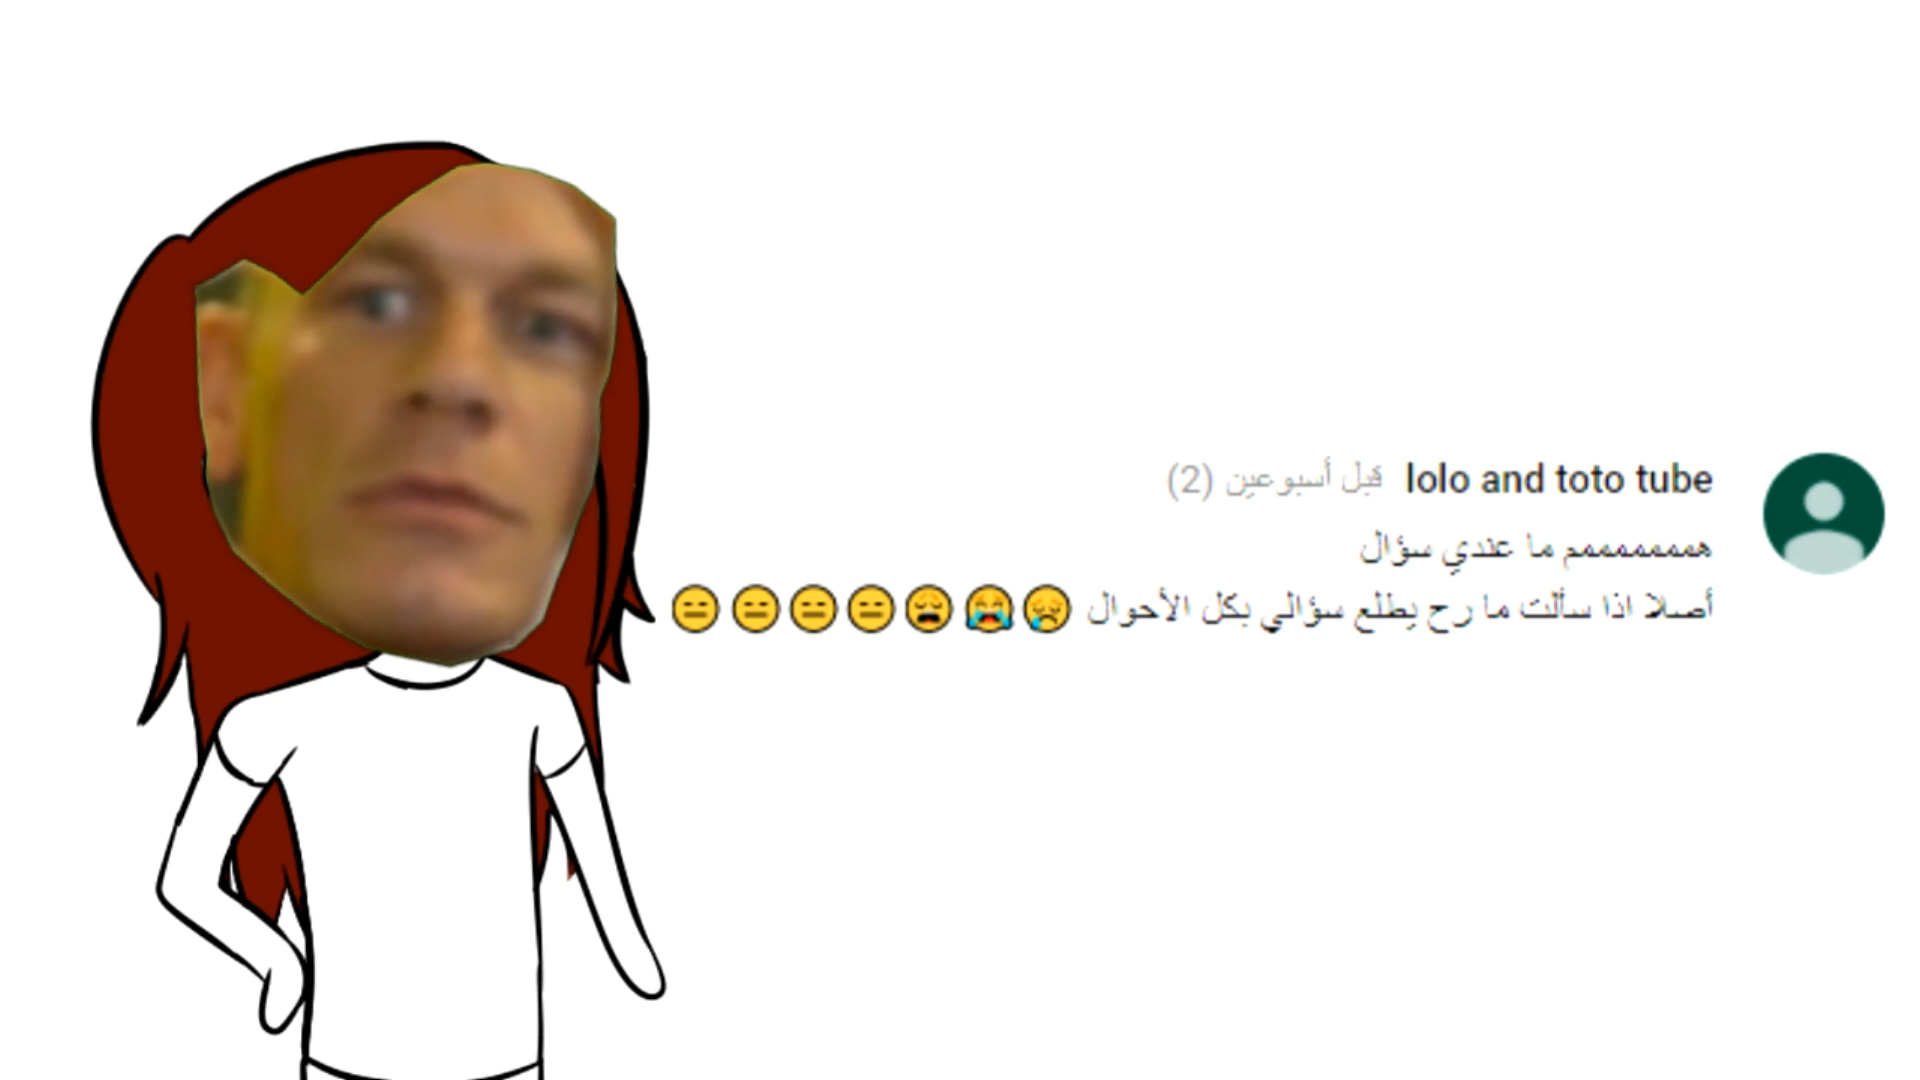 lolo and toto tube قبل أسبوعين (2)
هممممممممم ما عندي سؤال
أصلا اذا سألت ما رح يطلع سؤالي بكل الأحوال 😢😭😩😑😑😑😑